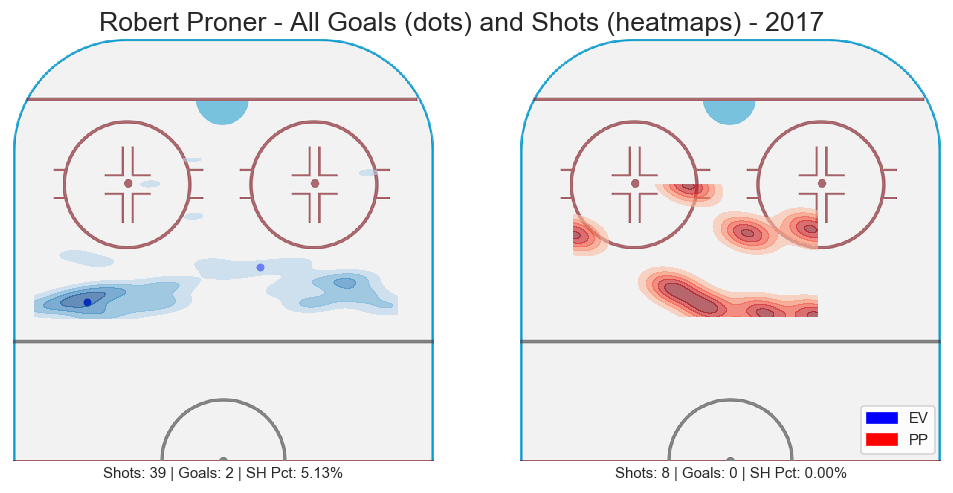 Robert Proner - All Goals (dots) and Shots (heatmaps) - 2017
EV
PP
Shots: 39 | Goals: 2 | SH Pct: 5.13%
Shots: 8 | Goals: 0 | SH Pct: 0.00%